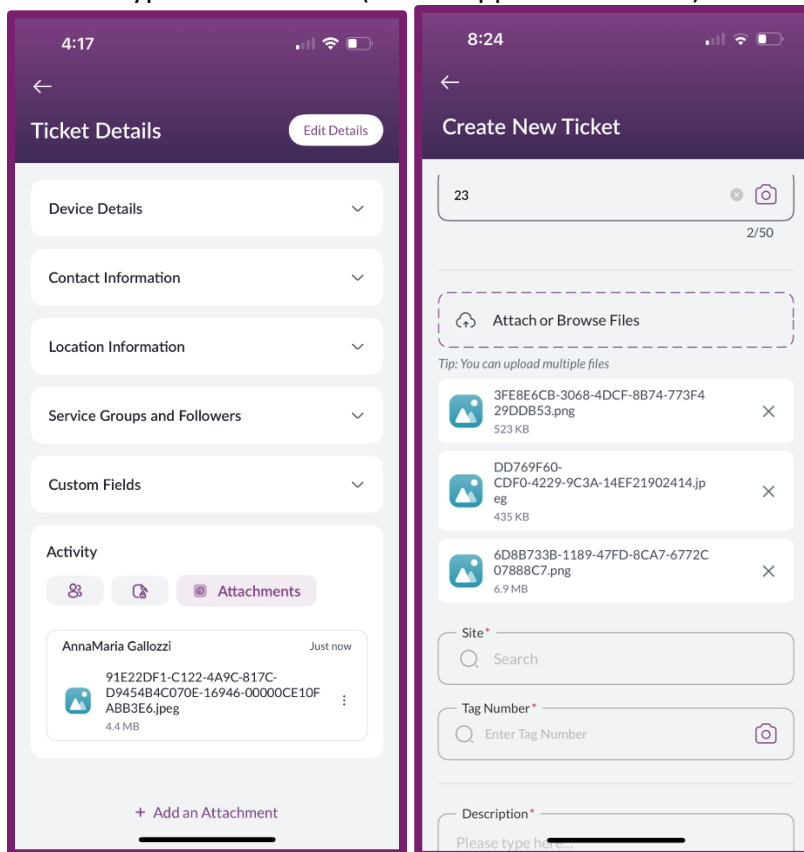 4:17
Ticket Details
Edit Details
Device Details
Contact Information
Location Information
Service Groups and Followers
Custom Fields
Activity
Attachments
AnnaMaria Gallozzi
Just now
91E22DF1-C122-4A9C-817C-
D9454B4C070E-16946-00000CE10F
ABB3E6.jpeg
4.4 MB
+ Add an Attachment
8:24
Create New Ticket
23
2/50
Attach or Browse Files
Tip: You can upload multiple files
3FE8E6CB-3068-4DCF-8B74-773F4
29DDB53.png
523 KB
DD769F60-
CDF0-4229-9C3A-14EF21902414.jp
eg
435 KB
6D8B733B-1189-47FD-8CA7-6772C
07888C7.png
6.9 MB
Site*
Search
Tag Number*
Enter Tag Number
Description*
Please type here...